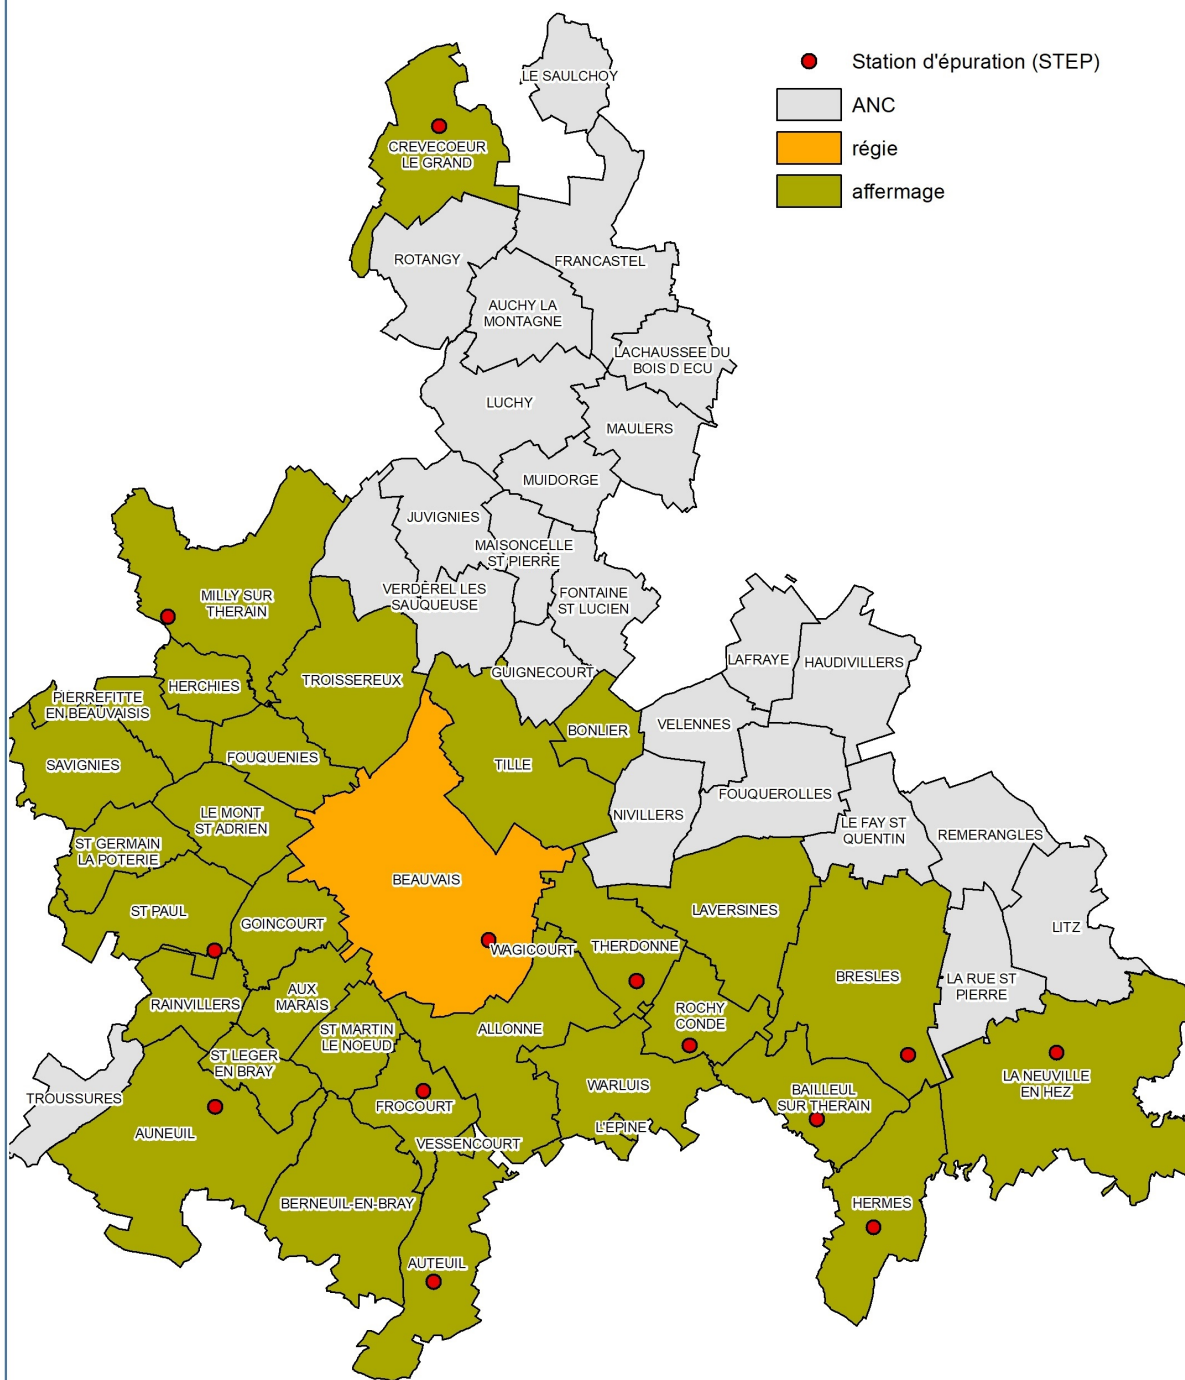 LE SAULCHOY
Station d'épuration (STEP)
ANC
régie
affermage
CREVECOEUR
LE GRAND
ROTANGY
FRANCASTEL
AUCHY LA
MONTAGNE
LACHAUSSEE DU
BOIS D ECU
LUCHY
MAULERS
MUIDORGE
JUVIGNIES
MAISONCELLE
ST PIERRE
VERDEREL LES
SAUQUEUSE
FONTAINE
ST LUCIEN
MILLY SUR
THERAIN
GUIGNECOURT
LAFRAYE
HAUDIVILLERS
HERCHIES
TROISSEREUX
PIERREFITTE
EN BEAUVAISIS
BONLIER
VELENNES
SAVIGNIES
FOUQUENIES
TILLE
FOUQUEROLLES
NIVILLERS
LE MONT
ST ADRIEN
LE FAY ST
QUENTIN
REMERANGLES
ST GERMAIN
LA POTERIE
BEAUVAIS
ST PAUL
GOINCOURT
LAVERSINES
LITZ
WAGICOURT
THERDONNE
BRESLES
LA RUE ST
PIERRE
RAINVILLERS
AUX
MARAIS
ST MARTIN
LE NOEUD
ALLONNE
ROCHY
CONDE
ST LEGER
EN BRAY
TROUSSURES
AUNEUIL
FROCOURT
WARLUIS
BAILLEUL
SUR THERAIN
LA NEUVILLE
EN HEZ
L'ÉPINE
VESSENCOURT
BERNEUIL-EN-BRAY
HERMES
AUTEUIL